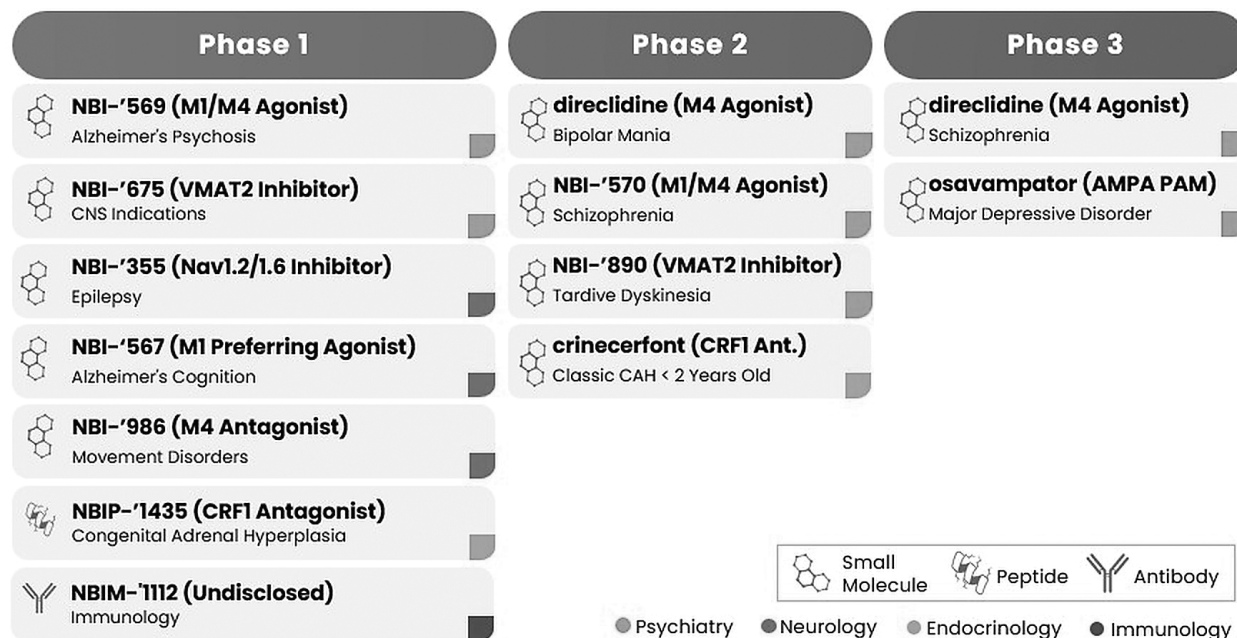 Phase 1
NBI-’569 (M1/M4 Agonist)
Alzheimer's Psychosis
NBI-’675 (VMAT2 Inhibitor)
CNS Indications
NBI-’355 (Nav1.2/1.6 Inhibitor)
Epilepsy
NBI-‘567 (M1 Preferring Agonist)
Alzheimer's Cognition
NBI-’986 (M4 Antagonist)
Movement Disorders
NBIP-’1435 (CRF1 Antagonist)
Congenital Adrenal Hyperplasia
NBIM-'1112 (Undisclosed)
Immunology
Phase 2
direclidine (M4 Agonist)
Bipolar Mania
NBI-’570 (M1/M4 Agonist)
Schizophrenia
NBI-’890 (VMAT2 Inhibitor)
Tardive Dyskinesia
crinecerfont (CRF1 Ant.)
Classic CAH < 2 Years Old
Phase 3
direclidine (M4 Agonist)
Schizophrenia
osavampator (AMPA PAM)
Major Depressive Disorder
Small
Molecule
Peptide
Antibody
Psychiatry
Neurology
Endocrinology
Immunology